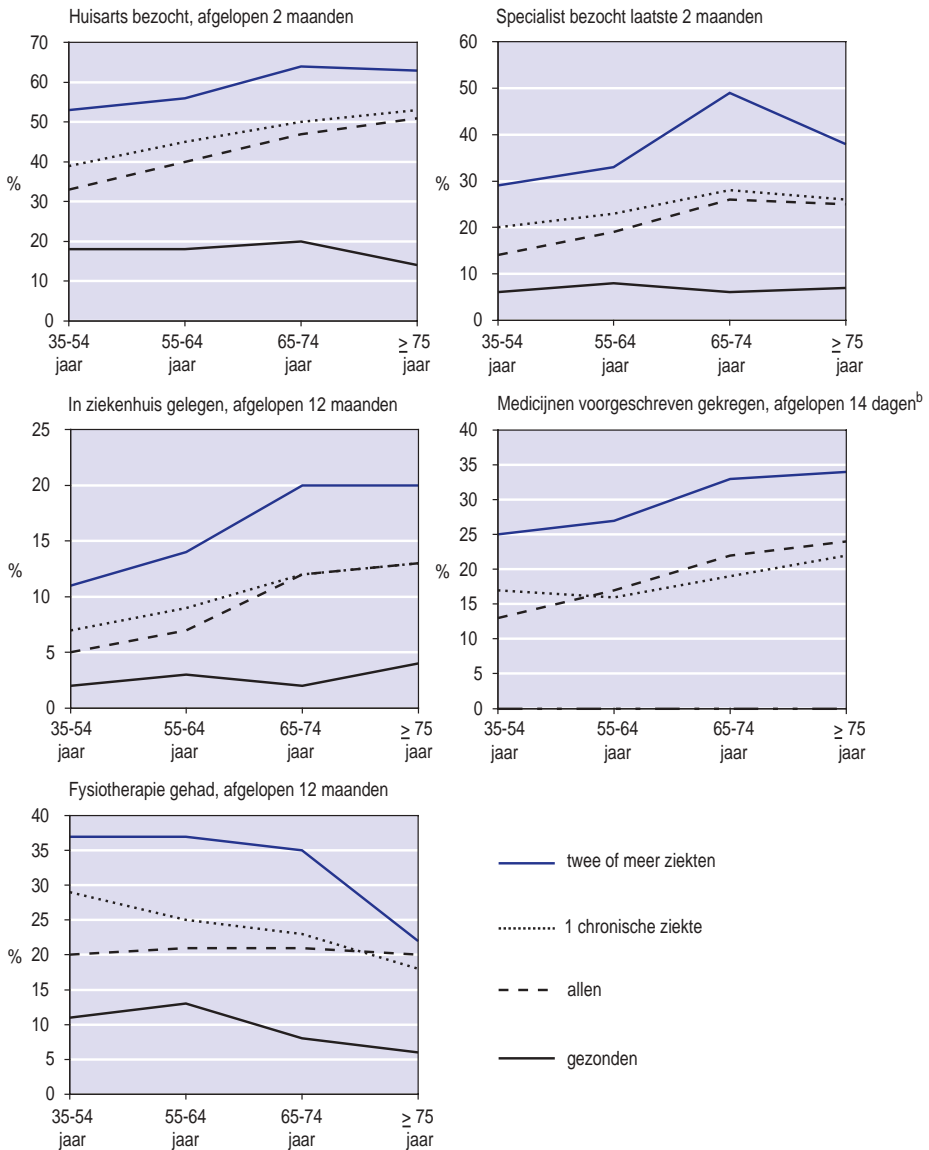 Huisarts bezocht, afgelopen 2 maanden
70
60
50
40
%
30
20
10
0
35-54 55-64 65-74 ≥ 75
jaar jaar jaar jaar
Specialist bezocht laatste 2 maanden
60
50
40
%
30
20
10
0
35-54 55-64 65-74 ≥ 75
jaar jaar jaar jaar
In ziekenhuis gelegen, afgelopen 12 maanden
25
20
15
%
10
5
0
35-54 55-64 65-74 ≥ 75
jaar jaar jaar jaar
Medicijnen voorgeschreven gekregen, afgelopen 14 dagenb
40
35
30
25
%
20
15
10
5
0
35-54 55-64 65-74 ≥ 75
jaar jaar jaar jaar
Fysiotherapie gehad, afgelopen 12 maanden
40
35
30
25
%
20
15
10
5
0
35-54 55-64 65-74 ≥ 75
jaar jaar jaar jaar
twee of meer ziekten
1 chronische ziekte
allen
gezonden